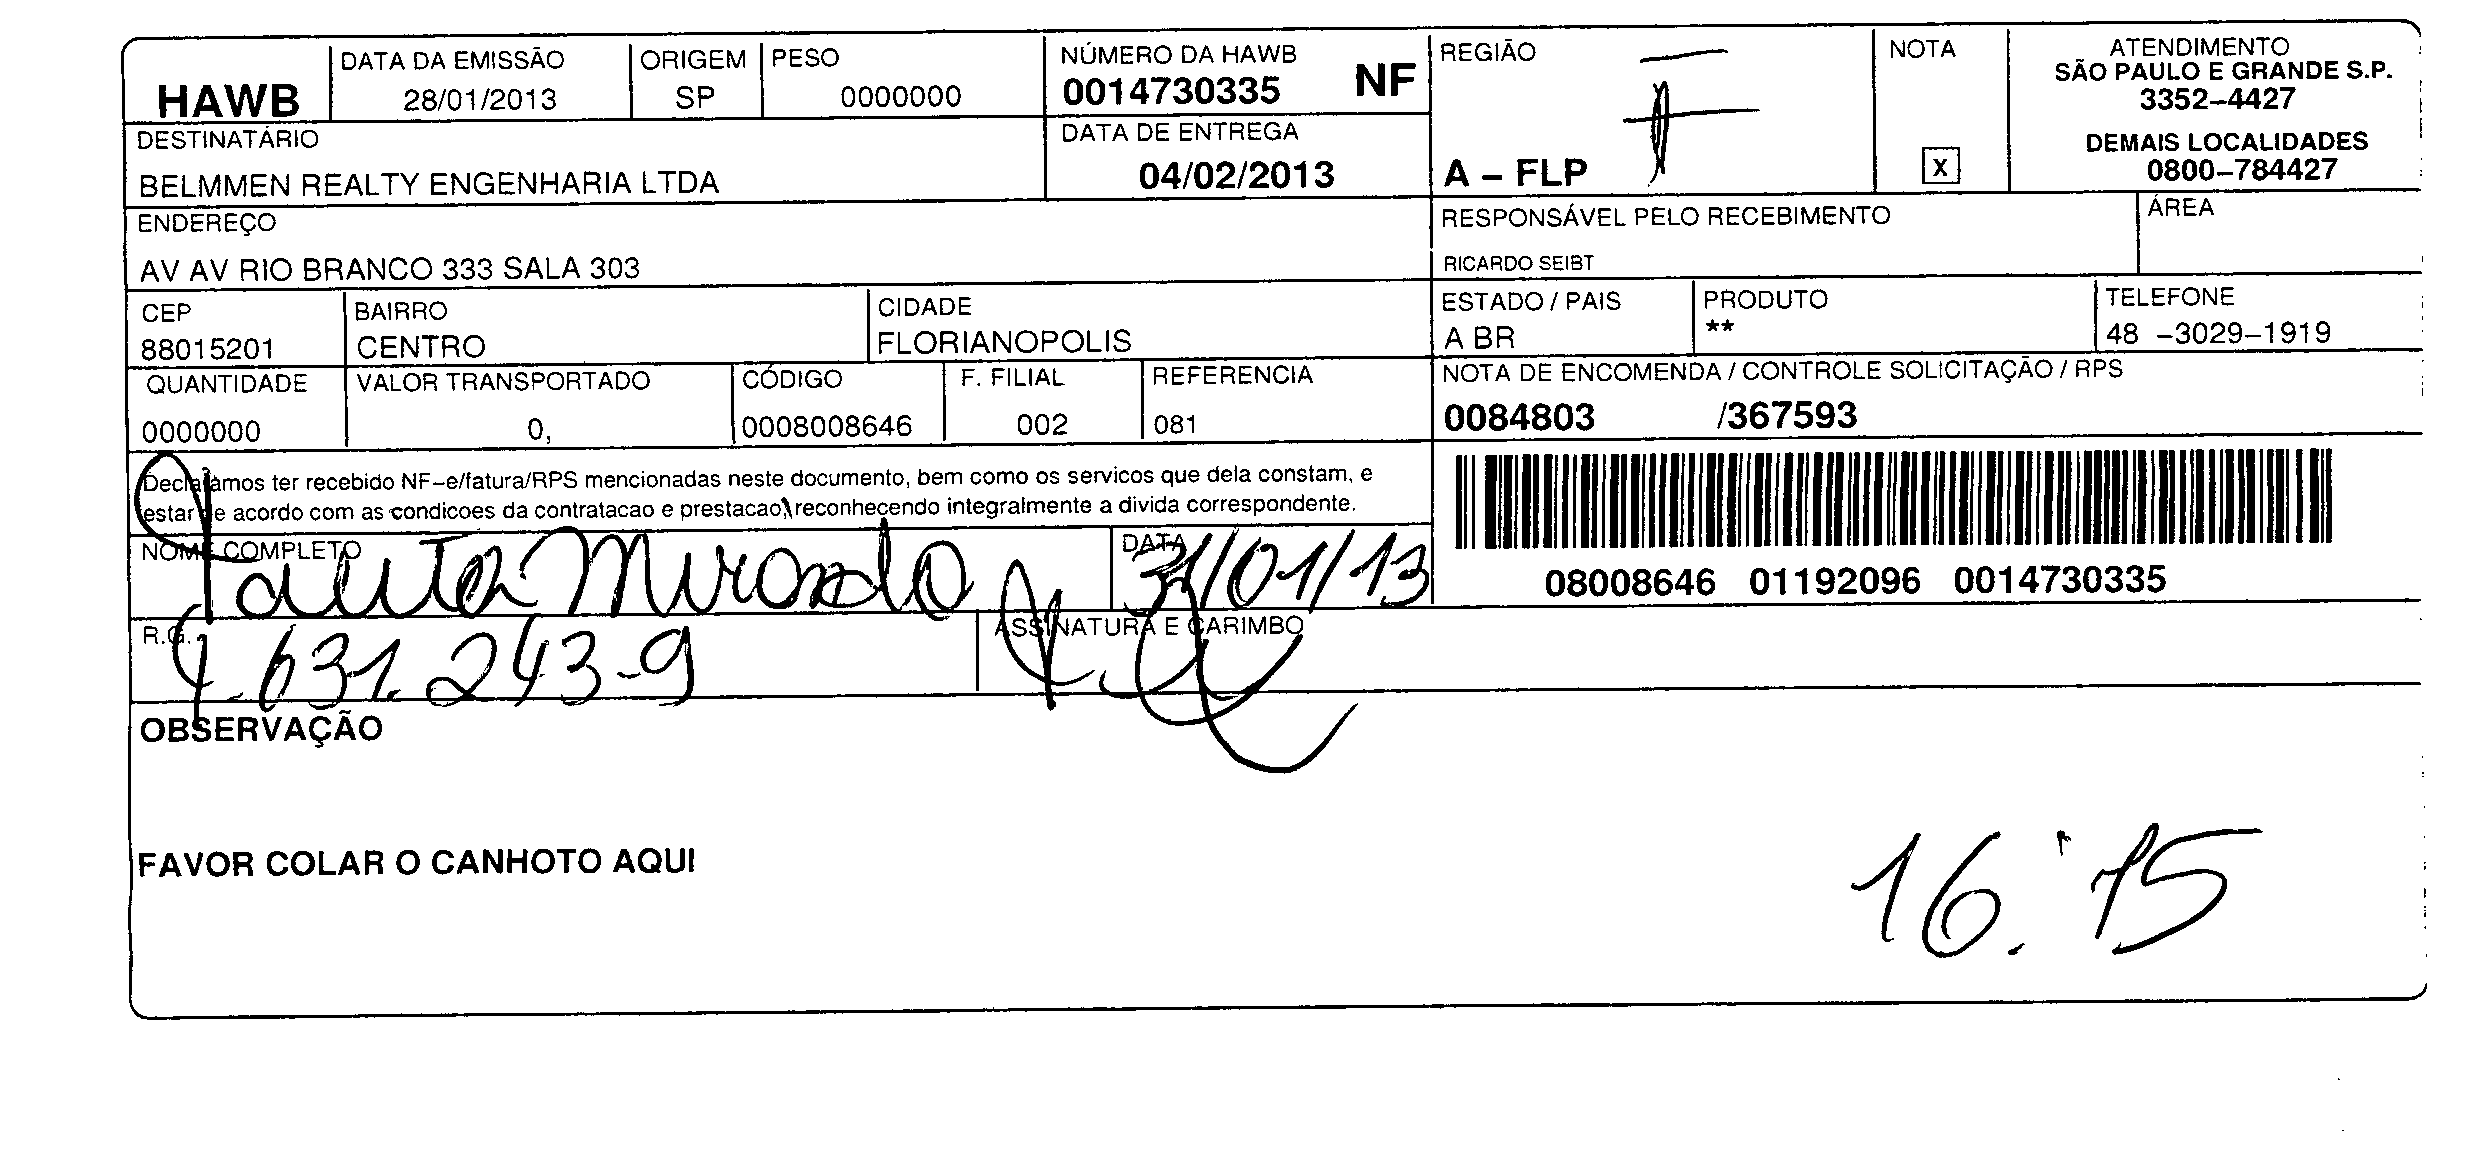 HAWB
DATA DA EMISSÃO
28/01/2013
ORIGEM
SP
PESO
0000000
NÚMERO DA HAWB
0014730335 NF
DATA DE ENTREGA
04/02/2013
REGIÃO
A – FLP
NOTA
X
ATENDIMENTO
SÃO PAULO E GRANDE S.P.
3352–4427
DEMAIS LOCALIDADES
0800–784427
DESTINATÁRIO
BELMMEN REALTY ENGENHARIA LTDA
ENDEREÇO
AV AV RIO BRANCO 333 SALA 303
RESPONSÁVEL PELO RECEBIMENTO
RICARDO SEIBT
ÁREA
CEP
88015201
BAIRRO
CENTRO
CIDADE
FLORIANOPOLIS
ESTADO / PAIS
A BR
PRODUTO
**
TELEFONE
48 –3029–1919
QUANTIDADE
0000000
VALOR TRANSPORTADO
0,
CÓDIGO
0008008646
F. FILIAL
002
REFERENCIA
081
NOTA DE ENCOMENDA / CONTROLE SOLICITAÇÃO / RPS
0084803 /367593
Declaramos ter recebido NF–e/fatura/RPS mencionadas neste documento, bem como os servicos que dela constam, e
estar de acordo com as condicoes da contratacao e prestacao\ reconhecendo integralmente a divida correspondente.
08008646 01192096 0014730335
NOME COMPLETO
DATA
31/01/13
R.G.
631.243-9
ASSINATURA E CARIMBO
OBSERVAÇÃO
FAVOR COLAR O CANHOTO AQUI
16:15